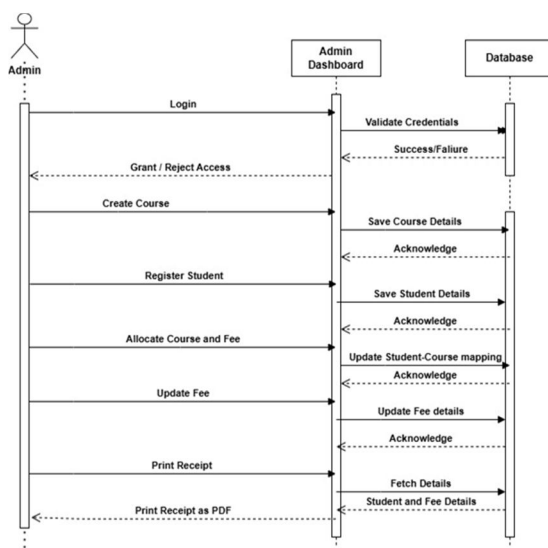 Admin
Admin
Dashboard
Database
Login
Validate Credentials
Success/Faliure
Grant / Reject Access
Create Course
Save Course Details
Acknowledge
Register Student
Save Student Details
Acknowledge
Allocate Course and Fee
Update Student-Course mapping
Acknowledge
Update Fee
Update Fee details
Acknowledge
Print Receipt
Fetch Details
Student and Fee Details
Print Receipt as PDF